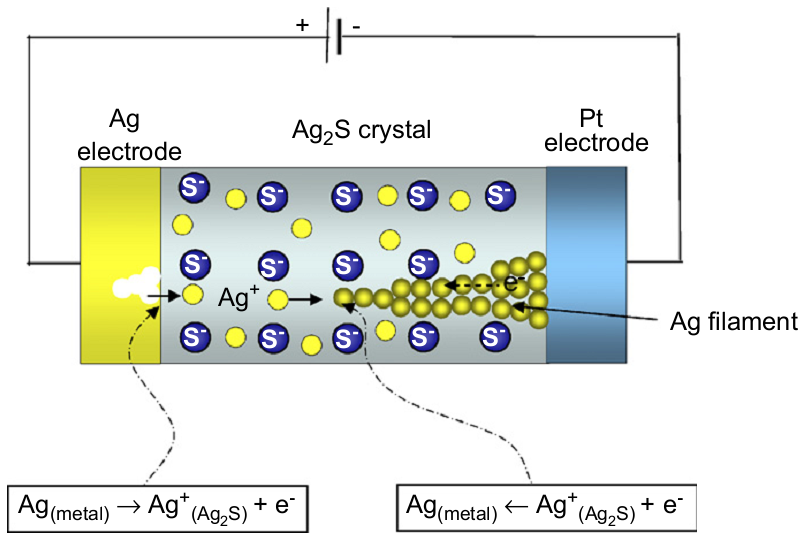 + -
Ag
electrode
Ag₂S crystal
Pt
electrode
S⁻ S⁻ S⁻ S⁻ S⁻
S⁻ S⁻ S⁻ S⁻
e⁻
Ag⁺
Ag filament
S⁻ S⁻ S⁻ S⁻ S⁻
Ag(metal) → Ag⁺(Ag₂S) + e⁻
Ag(metal) ← Ag⁺(Ag₂S) + e⁻